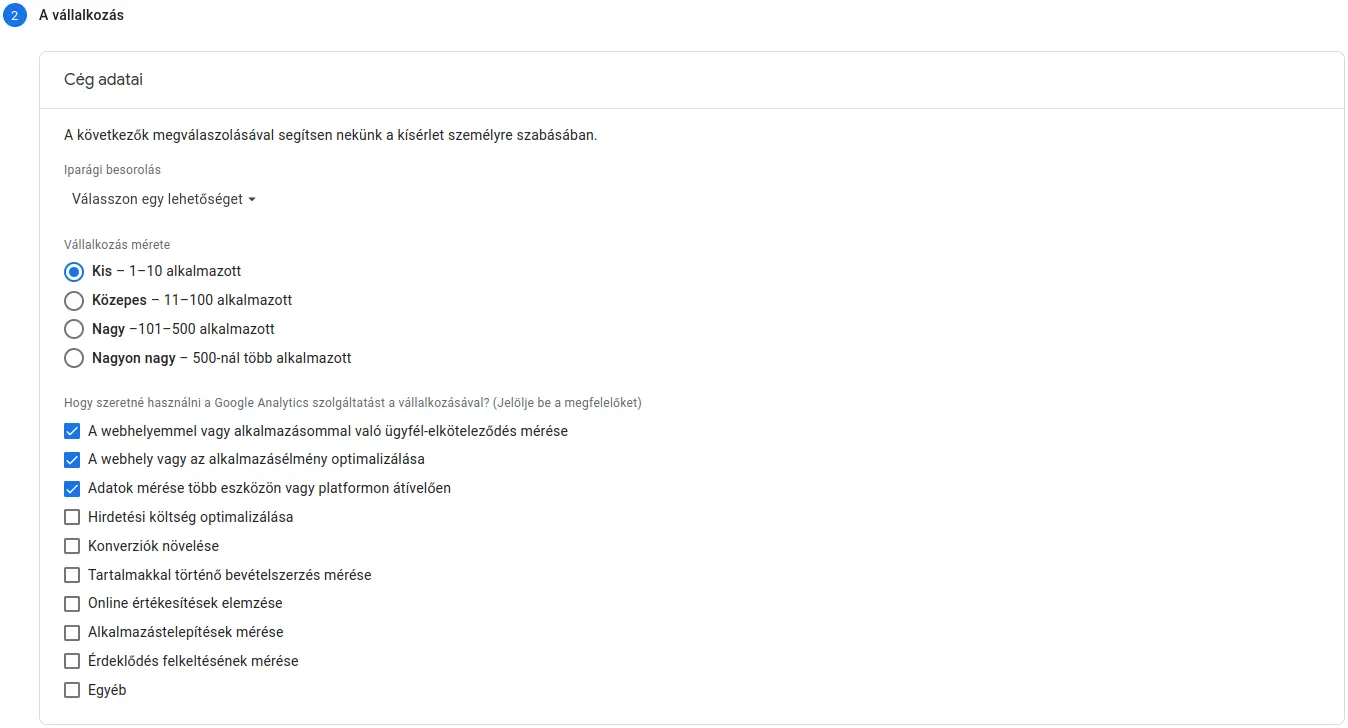 2 A vállalkozás
Cég adatai
A következők megválaszolásával segítsen nekünk a kísérlet személyre szabásában.
Iparági besorolás
Válasszon egy lehetőséget
Vállalkozás mérete
Kis – 1–10 alkalmazott
Közepes – 11–100 alkalmazott
Nagy –101–500 alkalmazott
Nagyon nagy – 500-nál több alkalmazott
Hogy szeretné használni a Google Analytics szolgáltatást a vállalkozásával? (Jelölje be a megfelelőket)
A webhelyemmel vagy alkalmazásommal való ügyfél-elköteleződés mérése
A webhely vagy az alkalmazásélmény optimalizálása
Adatok mérése több eszközön vagy platformon átívelően
Hirdetési költség optimalizálása
Konverziók növelése
Tartalmakkal történő bevételszerzés mérése
Online értékesítések elemzése
Alkalmazástelepítések mérése
Érdeklődés felkeltésének mérése
Egyéb